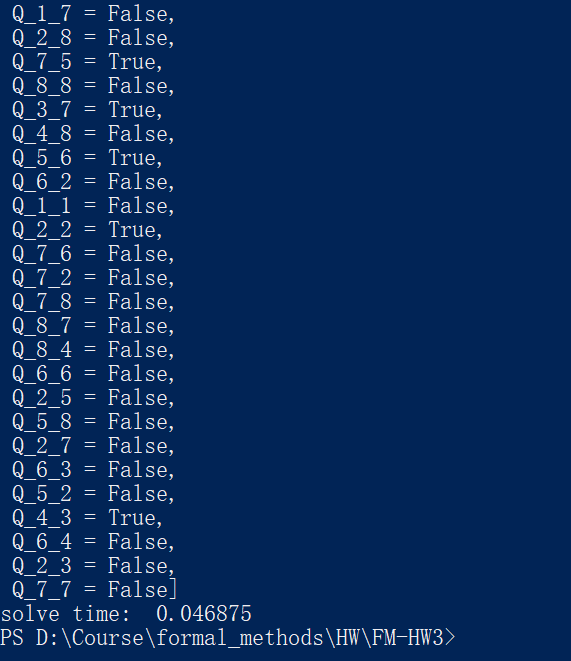 Q_1_7 = False,
Q_2_8 = False,
Q_7_5 = True,
Q_8_8 = False,
Q_3_7 = True,
Q_4_8 = False,
Q_5_6 = True,
Q_6_2 = False,
Q_1_1 = False,
Q_2_2 = True,
Q_7_6 = False,
Q_7_2 = False,
Q_7_8 = False,
Q_8_7 = False,
Q_8_4 = False,
Q_6_6 = False,
Q_2_5 = False,
Q_5_8 = False,
Q_2_7 = False,
Q_6_3 = False,
Q_5_2 = False,
Q_4_3 = True,
Q_6_4 = False,
Q_2_3 = False,
Q_7_7 = False]
solve time:  0.046875
PS D:\Course\formal_methods\HW\FM-HW3>